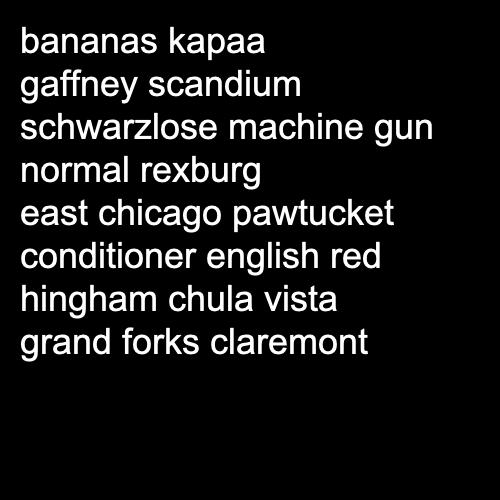 bananas kapaa
gaffney scandium
schwarzlose machine gun
normal rexburg
east chicago pawtucket
conditioner english red
hingham chula vista
grand forks claremont